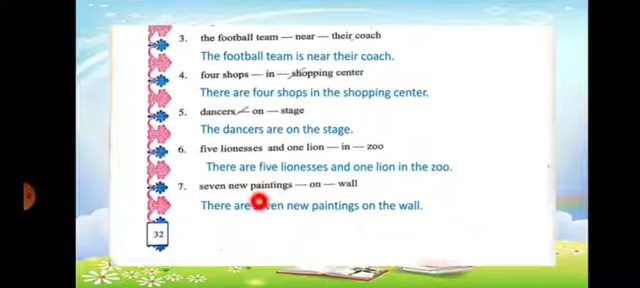 3. the football team — near — their coach
The football team is near their coach.
4. four shops — in — shopping center
There are four shops in the shopping center.
5. dancers — on — stage
The dancers are on the stage.
6. five lionesses and one lion — in — zoo
There are five lionesses and one lion in the zoo.
7. seven new paintings — on — wall
There are new paintings on the wall.
32